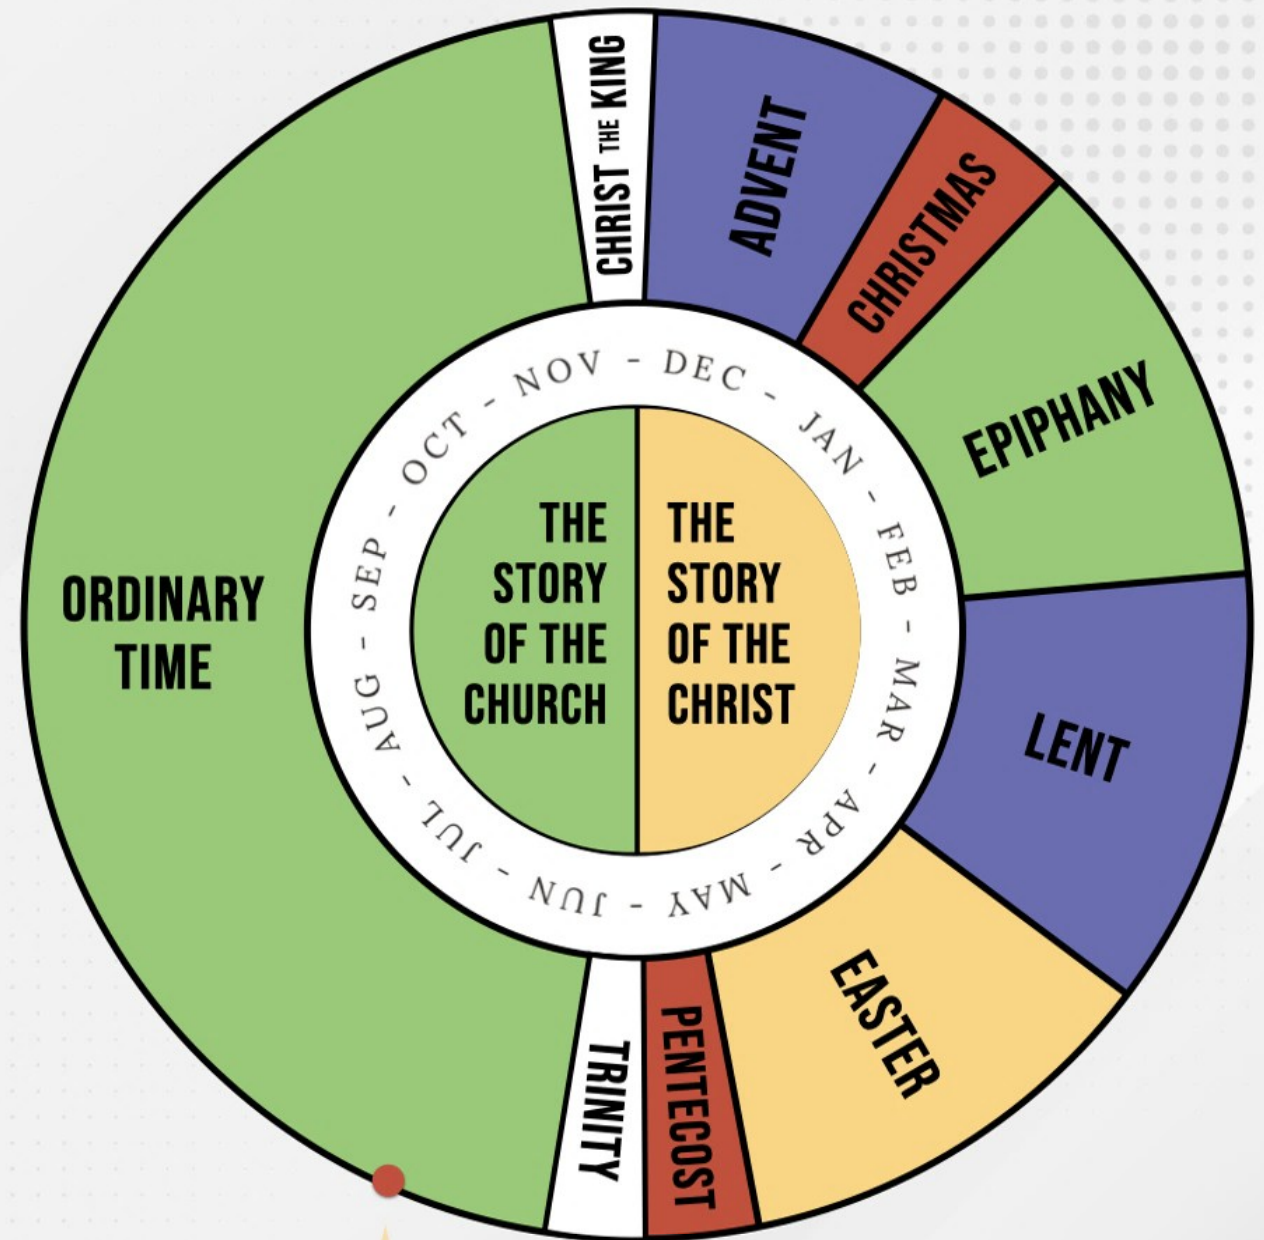 CHRIST THE KING
ADVENT
CHRISTMAS
EPIPHANY
LENT
EASTER
PENTECOST
TRINITY
ORDINARY
TIME
DEC - JAN - FEB - MAR - APR - MAY - JUN - JUL - AUG - SEP - OCT - NOV -
THE
STORY
OF THE
CHURCH
THE
STORY
OF THE
CHRIST